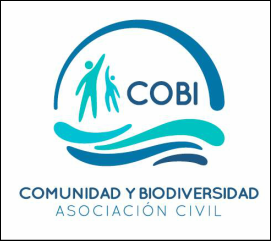 COBI
COMUNIDAD Y BIODIVERSIDAD
ASOCIACIÓN CIVIL